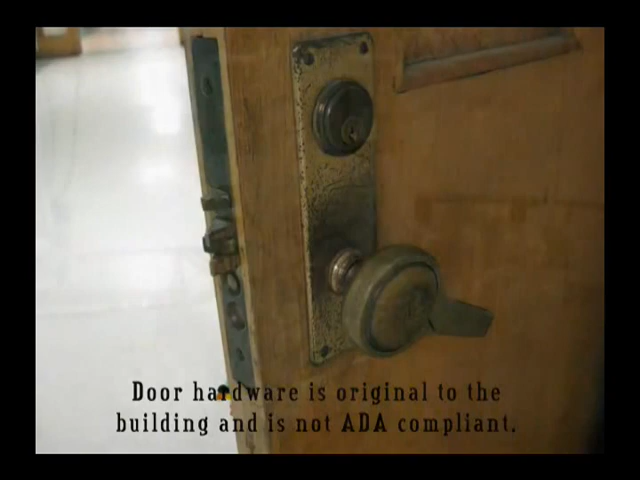 Door hardware is original to the
building and is not ADA compliant.